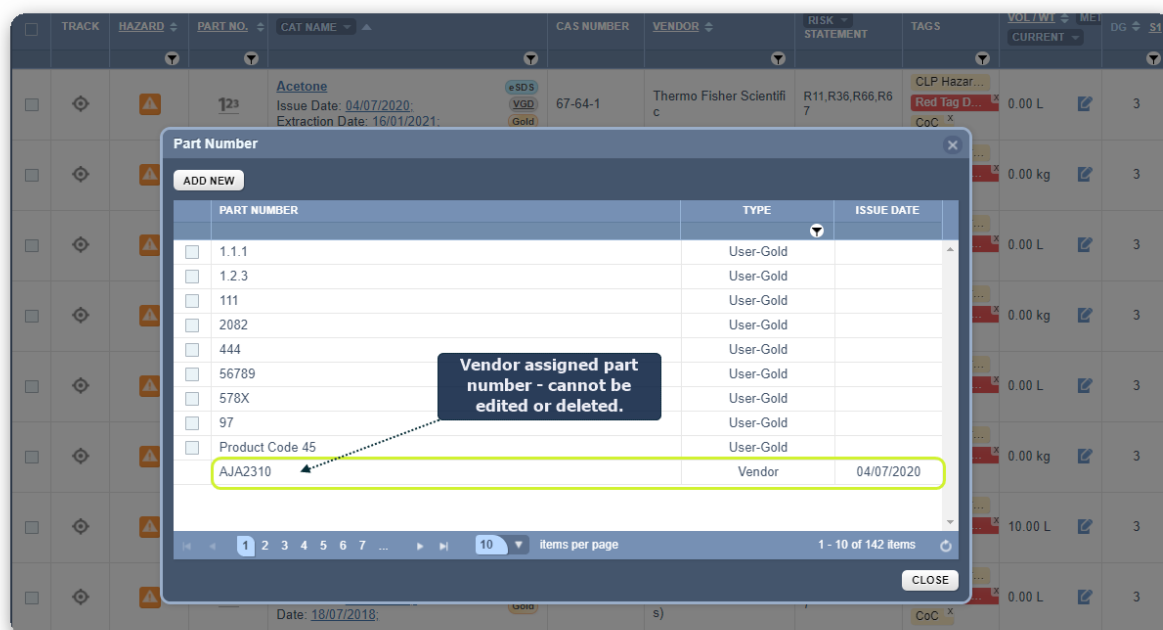 TRACK HAZARD PART NO. CAT NAME CAS NUMBER VENDOR RISK STATEMENT TAGS VOL./WT CURRENT MET DG S1
Acetone eSDS CLP Hazar...
Issue Date: 04/07/2020; VGD 67-64-1 Thermo Fisher Scientifi R11,R36,R66,R6 Red Tag D... x 0.00 L 3
123 Extraction Date: 16/01/2021; Gold c 7 CoC x
Part Number
0.00 kg 3
ADD NEW
PART NUMBER TYPE ISSUE DATE
1.1.1 User-Gold
0.00 L 3
1.2.3 User-Gold
111 User-Gold
0.00 kg 3
2082 User-Gold
444 User-Gold
56789 User-Gold
0.00 L 3
578X User-Gold
97 User-Gold
Product Code 45 User-Gold
0.00 kg 3
AJA2310 Vendor 04/07/2020
Vendor assigned part
number - cannot be
edited or deleted.
10.00 L 3
1 2 3 4 5 6 7 ... 10 items per page 1 - 10 of 142 items
CLOSE
0.00 L 3
Date: 18/07/2018; Gold s) CoC x